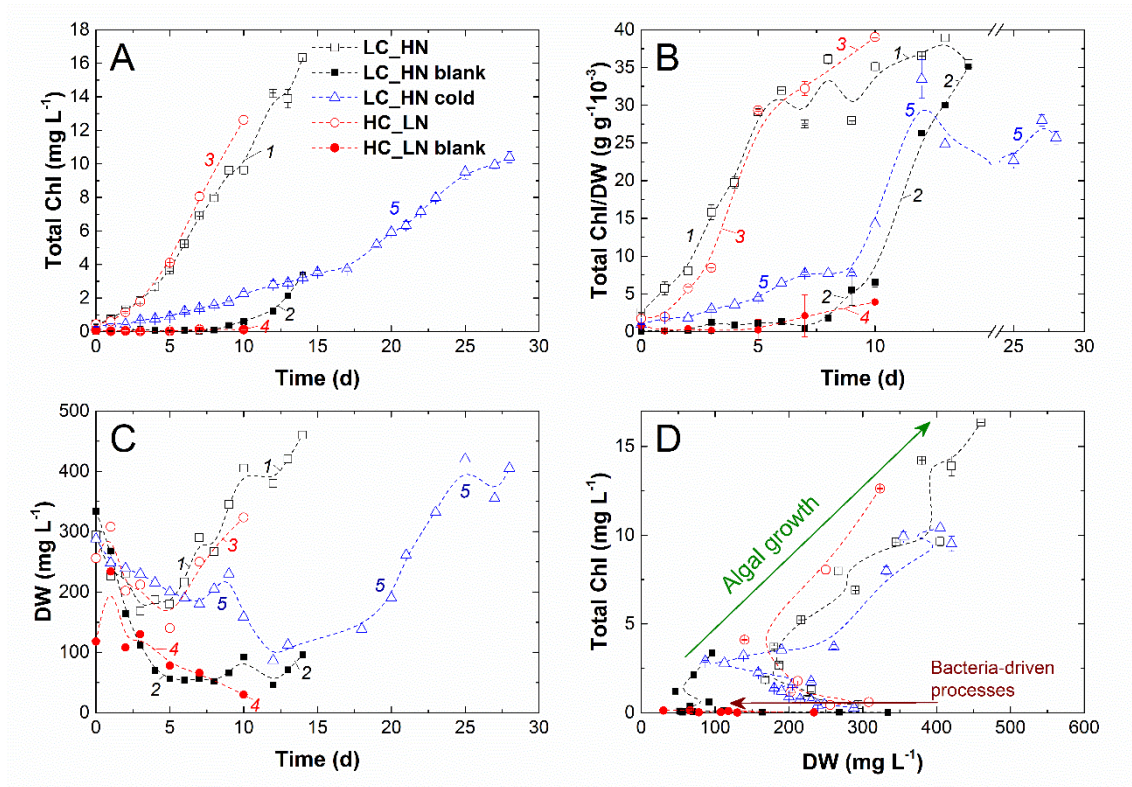 A
Total Chl (mg L⁻¹)
18
16
14
12
10
8
6
4
2
0
LC_HN
LC_HN blank
LC_HN cold
HC_LN
HC_LN blank
3
1
5
2
4
0 5 10 15 20 25 30
Time (d)
B
Total Chl/DW (g g⁻¹10⁻³)
40
35
30
25
20
15
10
5
0
3
1
2
5
5
1
3
2
5
2
4
0 5 10 25 30
Time (d)
C
DW (mg L⁻¹)
500
400
300
200
100
0
1
5
3
5
4
2
2
4
0 5 10 15 20 25 30
Time (d)
D
Total Chl (mg L⁻¹)
15
10
5
0
Algal growth
Bacteria-driven
processes
0 100 200 300 400 500 600
DW (mg L⁻¹)